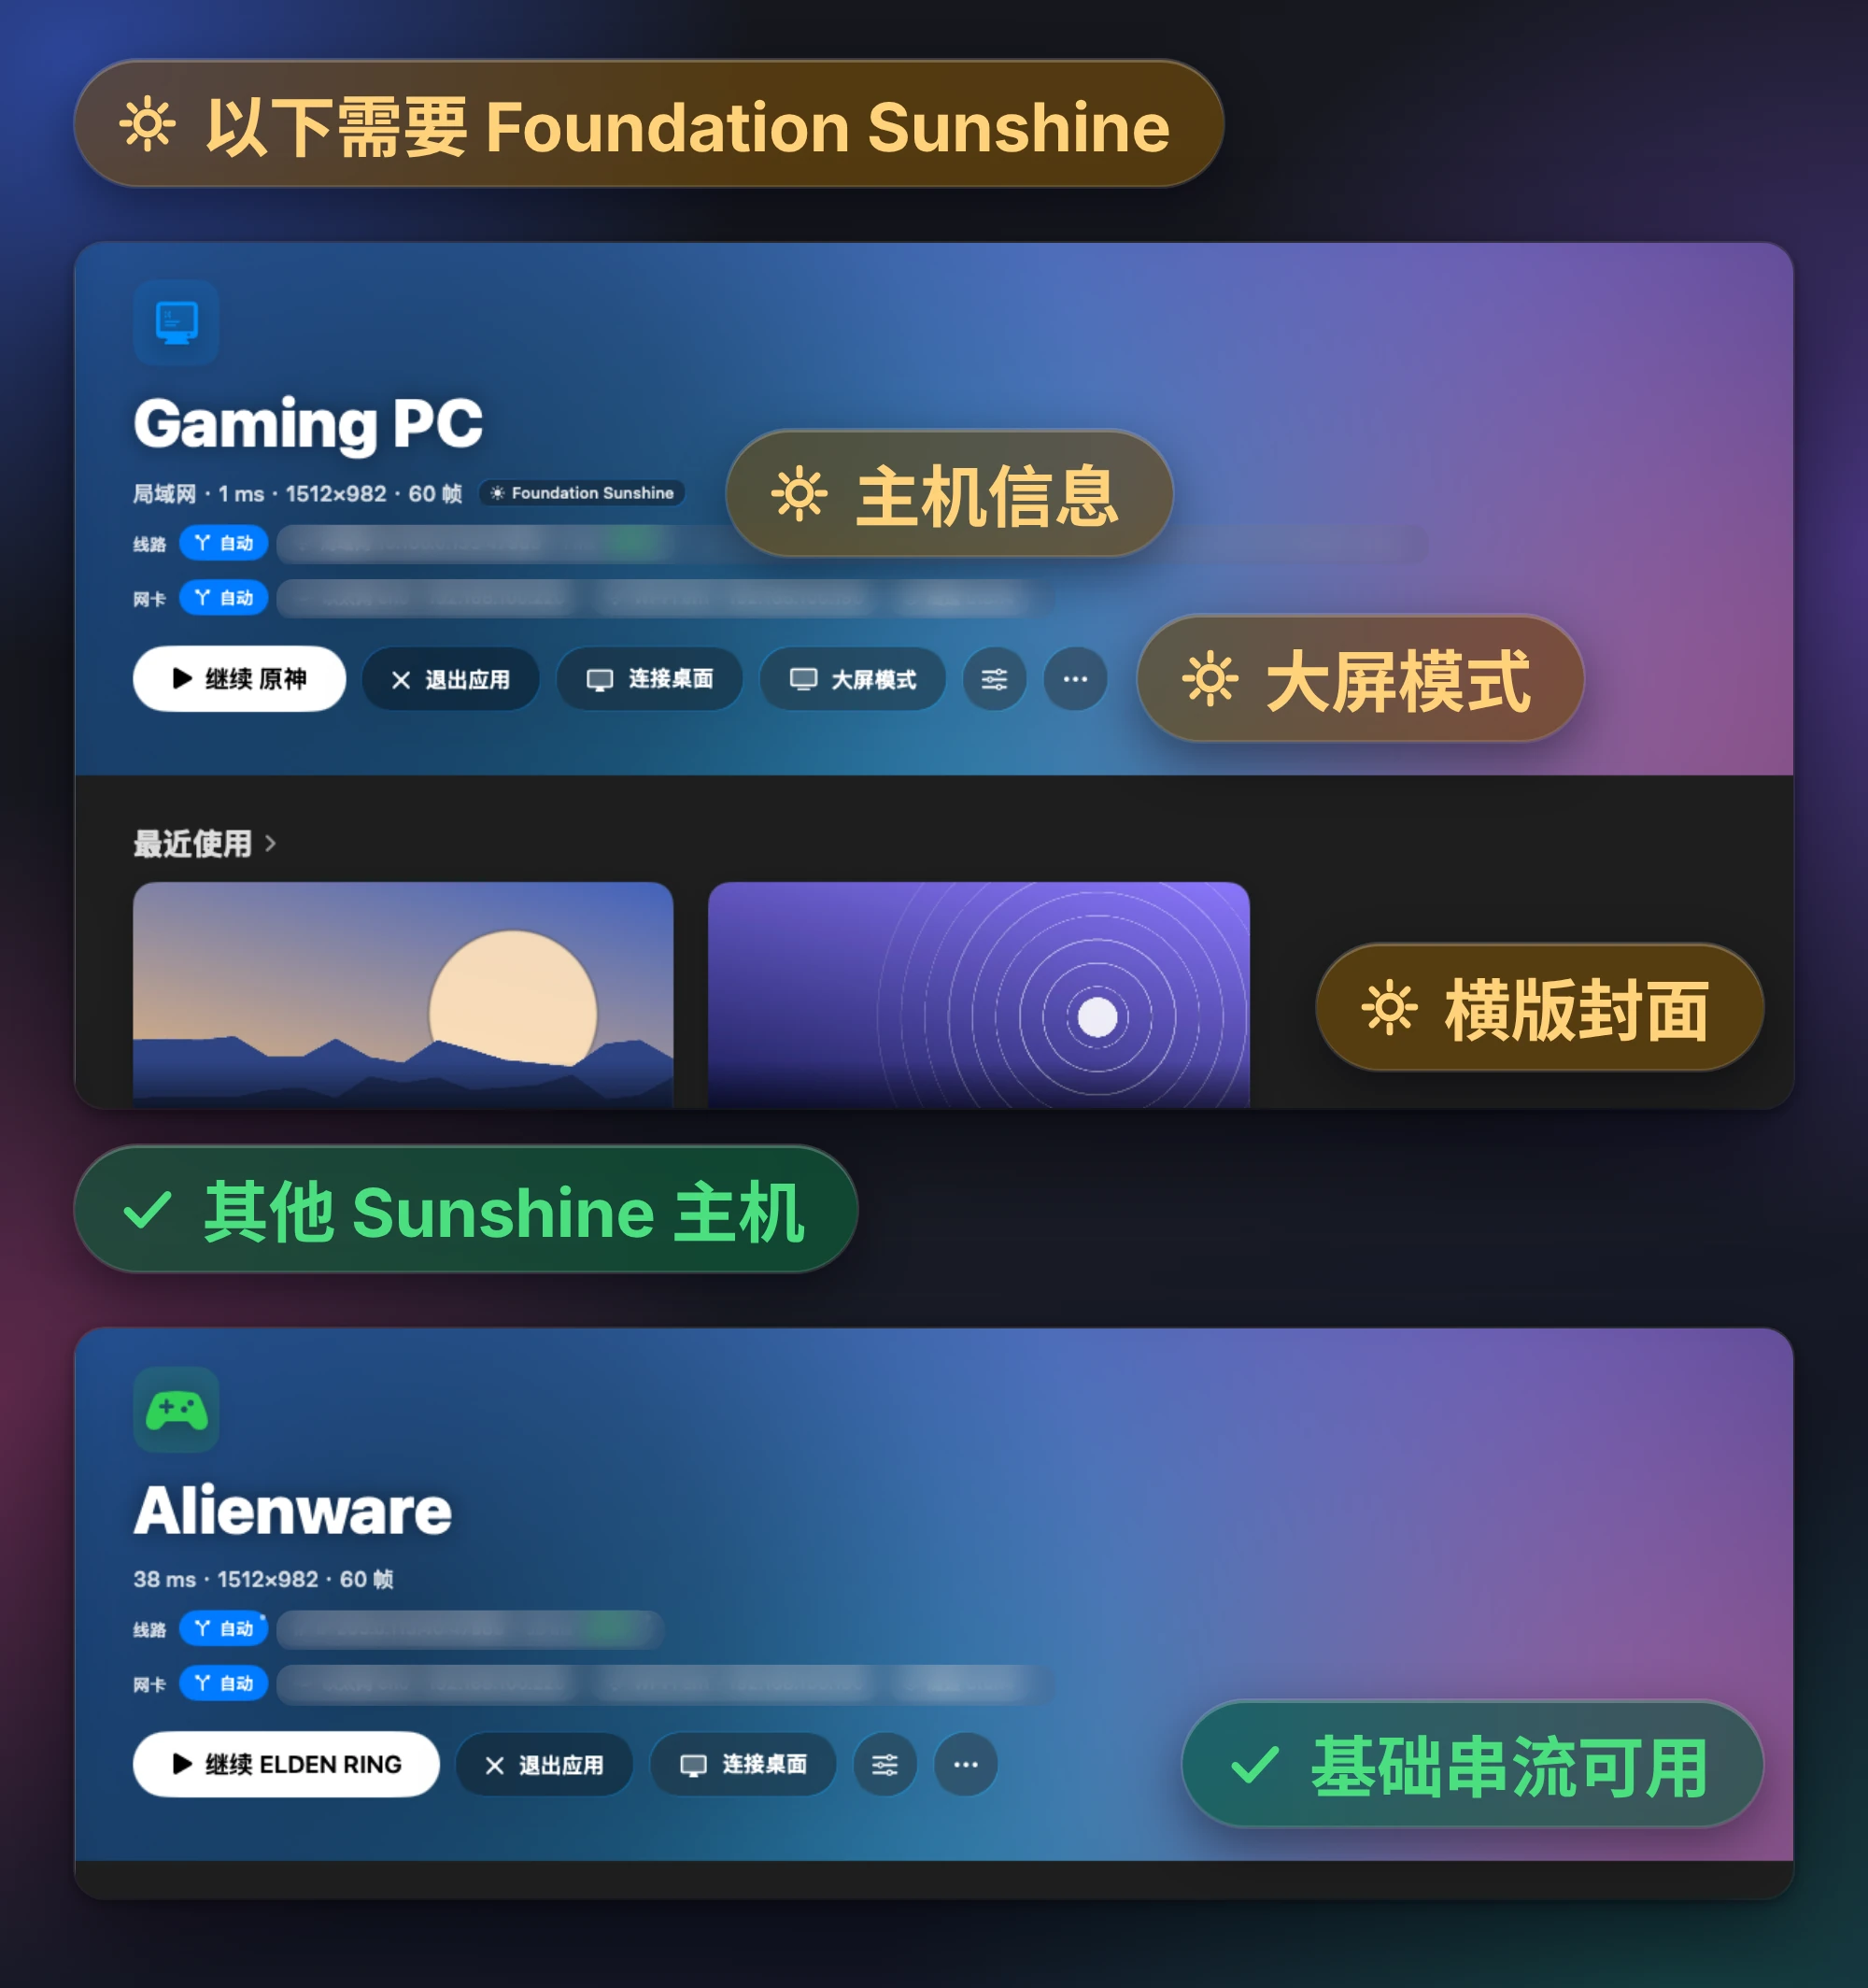 以下需要 Foundation Sunshine
Gaming PC
局域网 · 1 ms · 1512×982 · 60 帧 Foundation Sunshine
主机信息
线路 自动
网卡 自动
继续 原神 退出应用 连接桌面 大屏模式 ···
大屏模式
最近使用 >
横版封面
其他 Sunshine 主机
Alienware
38 ms · 1512×982 · 60 帧
线路 自动
网卡 自动
继续 ELDEN RING 退出应用 连接桌面 ···
基础串流可用